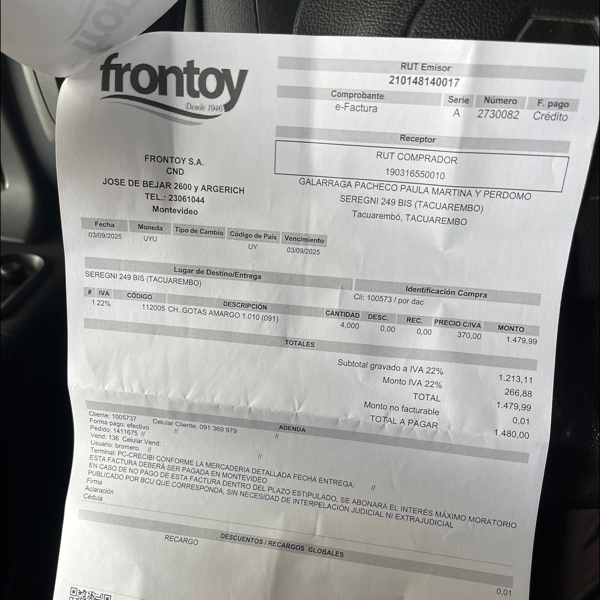 frontoy
Desde 1946
RUT Emisor
210148140017
Comprobante Serie Número F. pago
e-Factura A 2730082 Crédito
Receptor
RUT COMPRADOR
190316550010
GALARRAGA PACHECO PAULA MARTINA Y PERDOMO
SEREGNI 249 BIS (TACUAREMBO)
Tacuarembó, TACUAREMBO
FRONTOY S.A.
CND
JOSE DE BEJAR 2600 y ARGERICH
TEL.: 23061044
Montevideo
Fecha Moneda Tipo de Cambio Código de País Vencimiento
03/09/2025 UYU UY 03/09/2025
Lugar de Destino/Entrega Identificación Compra
SEREGNI 249 BIS (TACUAREMBO) C/i: 100573 / por dac
# IVA CÓDIGO DESCRIPCIÓN CANTIDAD DESC. REC. PRECIO C/IVA MONTO
1 22% 112005 CH. GOTAS AMARGO 1.010 (091) 4,000 0,00 0,00 370,00 1.479,99
TOTALES
Subtotal gravado a IVA 22% 1.213,11
Monto IVA 22% 266,88
TOTAL 1.479,99
Monto no facturable 0,01
TOTAL A PAGAR 1.480,00
ADENDA
Cliente: 1005737 Celular Cliente: 091 369 979 //
Forma pago: efectivo //
Pedido: 1411675 //
Vend: 136 Celular Vend: //
Usuario: bromero //
Terminal: PC-CRECIBI CONFORME LA MERCADERIA DETALLADA FECHA ENTREGA: //
ESTA FACTURA DEBERÁ SER PAGADA EN MONTEVIDEO
EN CASO DE NO PAGO DE ESTA FACTURA DENTRO DEL PLAZO ESTIPULADO, SE ABONARÁ EL INTERÉS MÁXIMO MORATORIO
PUBLICADO POR BCU QUE CORRESPONDA, SIN NECESIDAD DE INTERPELACIÓN JUDICIAL NI EXTRAJUDICIAL
Firma
Aclaración
Cédula
DESCUENTOS / RECARGOS GLOBALES
RECARGO 0,01